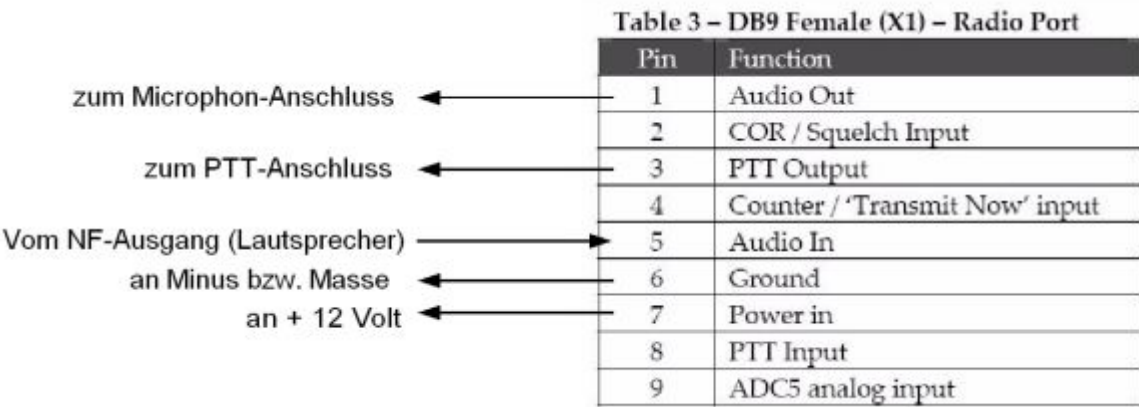 Table 3 – DB9 Female (X1) – Radio Port
Pin Function
zum Microphon-Anschluss 1 Audio Out
2 COR / Squelch Input
zum PTT-Anschluss 3 PTT Output
4 Counter / 'Transmit Now' input
Vom NF-Ausgang (Lautsprecher) 5 Audio In
an Minus bzw. Masse 6 Ground
an + 12 Volt 7 Power in
8 PTT Input
9 ADC5 analog input